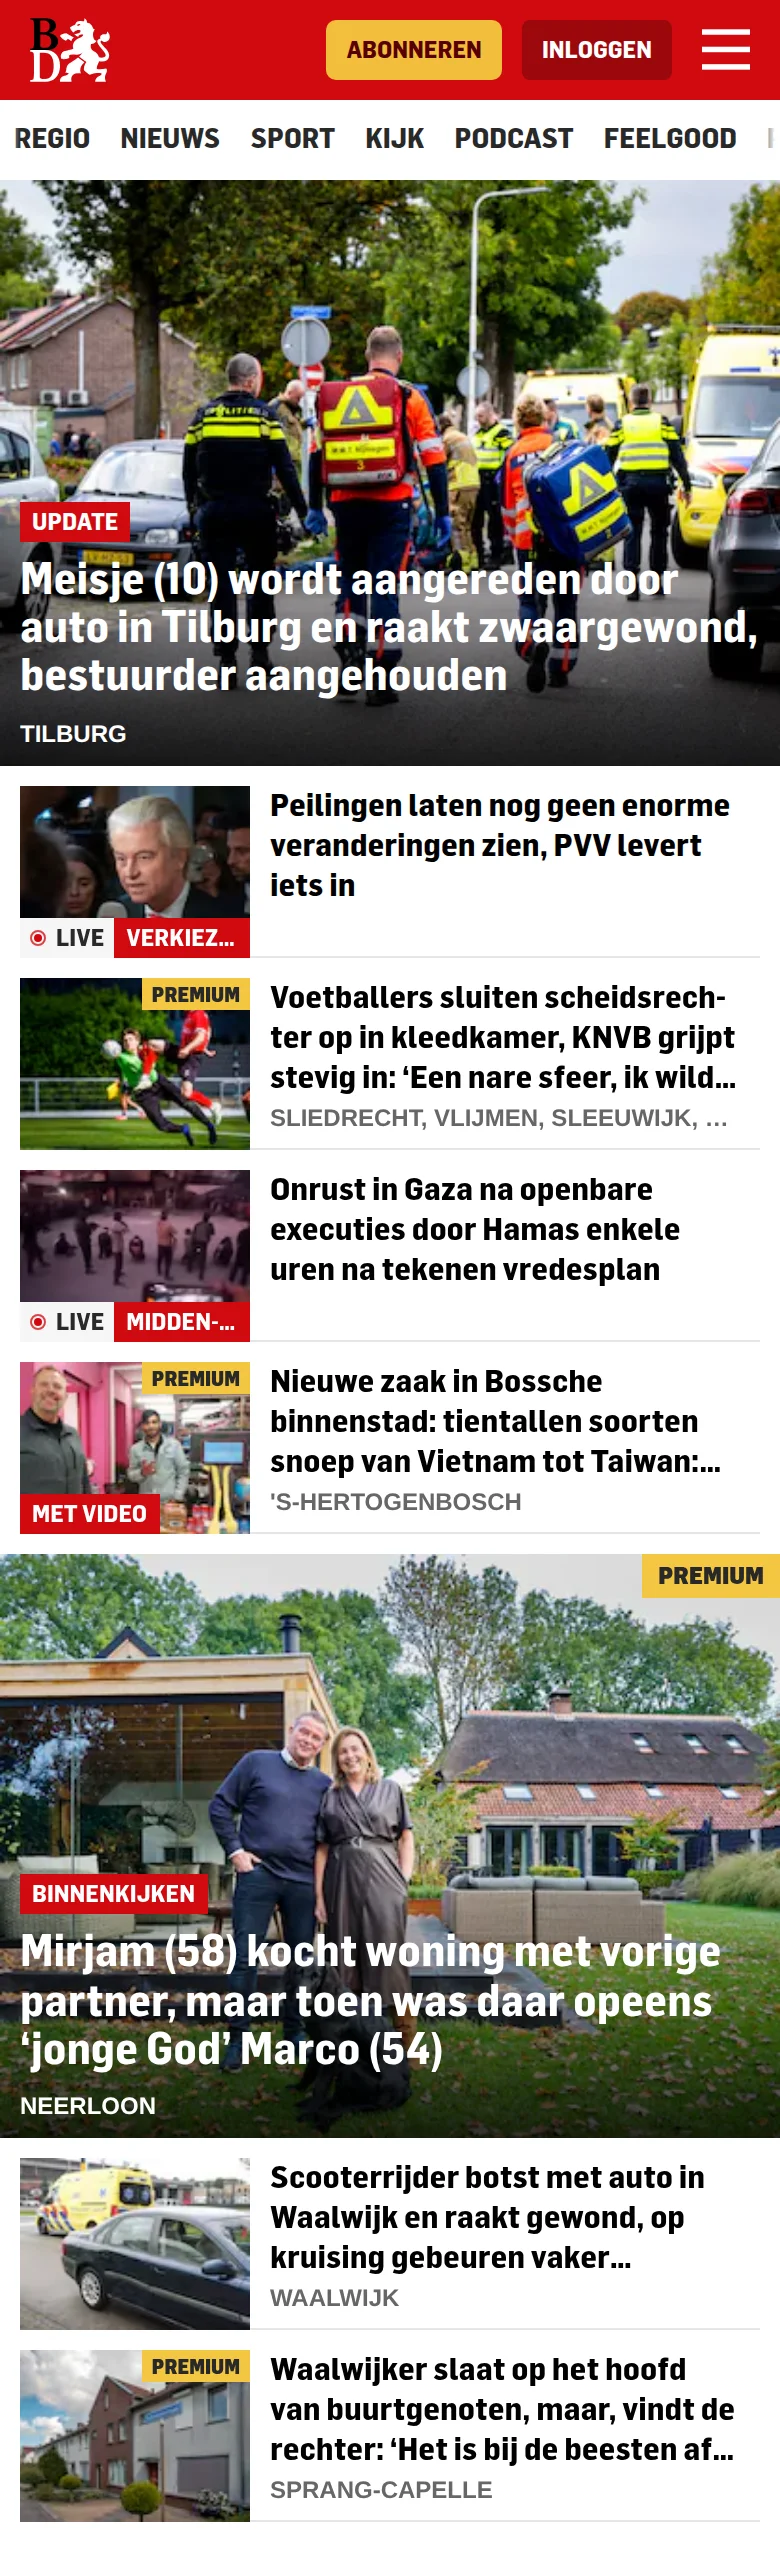 BD
ABONNEREN
INLOGGEN
REGIO NIEUWS SPORT KIJK PODCAST FEELGOOD
POLITIE
M.M.T. Nijmegen
3
UPDATE
Meisje (10) wordt aangereden door
auto in Tilburg en raakt zwaargewond,
bestuurder aangehouden
TILBURG
Peilingen laten nog geen enorme
veranderingen zien, PVV levert
iets in
LIVE VERKIEZ...
PREMIUM
Voetballers sluiten scheidsrech-
ter op in kleedkamer, KNVB grijpt
stevig in: ‘Een nare sfeer, ik wild...
SLIEDRECHT, VLIJMEN, SLEEUWIJK, ...
Onrust in Gaza na openbare
executies door Hamas enkele
uren na tekenen vredesplan
LIVE MIDDEN-...
PREMIUM
Nieuwe zaak in Bossche
binnenstad: tientallen soorten
snoep van Vietnam tot Taiwan:...
MET VIDEO
'S-HERTOGENBOSCH
PREMIUM
BINNENKIJKEN
Mirjam (58) kocht woning met vorige
partner, maar toen was daar opeens
‘jonge God’ Marco (54)
NEERLOON
Scooterrijder botst met auto in
Waalwijk en raakt gewond, op
kruising gebeuren vaker...
WAALWIJK
PREMIUM
Waalwijker slaat op het hoofd
van buurtgenoten, maar, vindt de
rechter: ‘Het is bij de beesten af...
SPRANG-CAPELLE